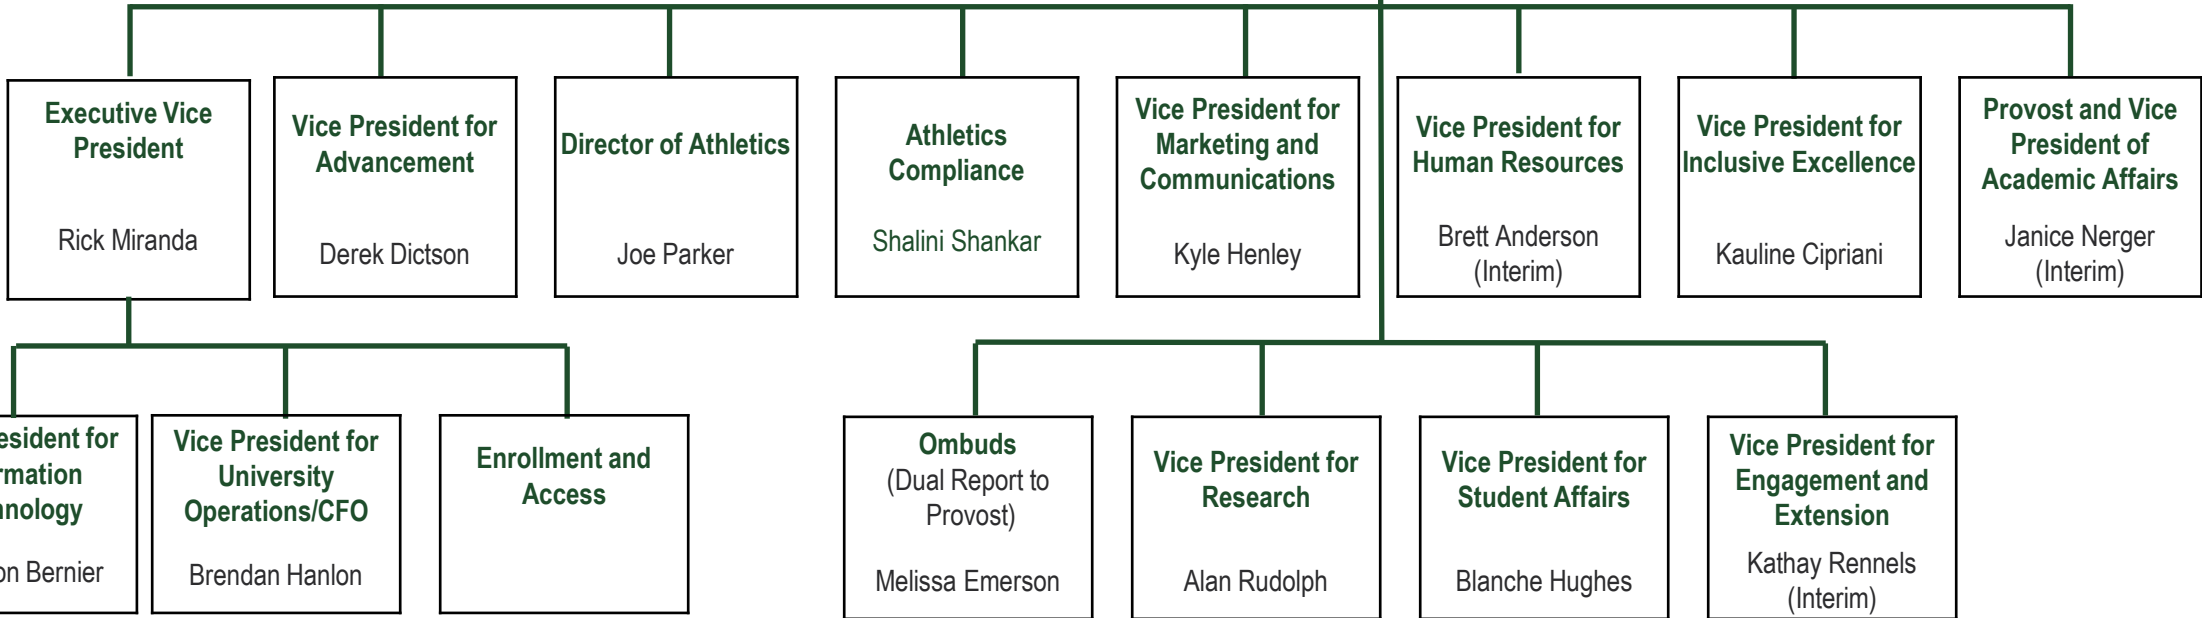 Executive Vice
President
Rick Miranda
Vice President for
Advancement
Derek Dictson
Director of Athletics
Joe Parker
Athletics
Compliance
Shalini Shankar
Vice President for
Marketing and
Communications
Kyle Henley
Vice President for
Human Resources
Brett Anderson
(Interim)
Vice President for
Inclusive Excellence
Kauline Cipriani
Provost and Vice
President of
Academic Affairs
Janice Nerger
(Interim)
for
Bernier
Vice President for
University
Operations/CFO
Brendan Hanlon
Enrollment and
Access
Ombuds
(Dual Report to
Provost)
Melissa Emerson
Vice President for
Research
Alan Rudolph
Vice President for
Student Affairs
Blanche Hughes
Vice President for
Engagement and
Extension
Kathay Rennels
(Interim)